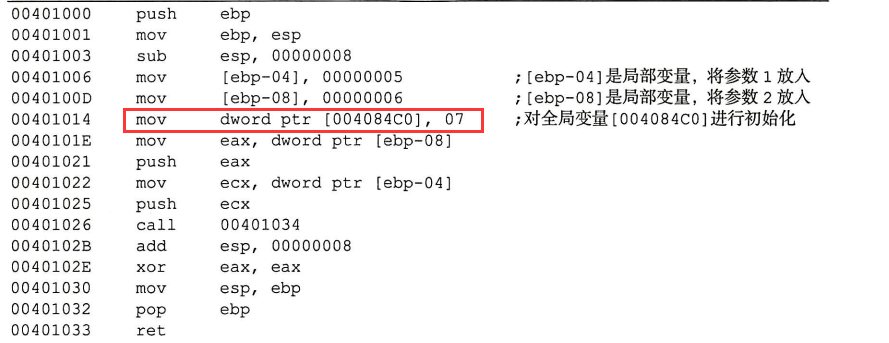 00401000 push ebp
00401001 mov ebp, esp
00401003 sub esp, 00000008
00401006 mov [ebp-04], 00000005 ;[ebp-04]是局部变量，将参数1放入
0040100D mov [ebp-08], 00000006 ;[ebp-08]是局部变量，将参数2放入
00401014 mov dword ptr [004084C0], 07 ;对全局变量[004084C0]进行初始化
0040101E mov eax, dword ptr [ebp-08]
00401021 push eax
00401022 mov ecx, dword ptr [ebp-04]
00401025 push ecx
00401026 call 00401034
0040102B add esp, 00000008
0040102E xor eax, eax
00401030 mov esp, ebp
00401032 pop ebp
00401033 ret